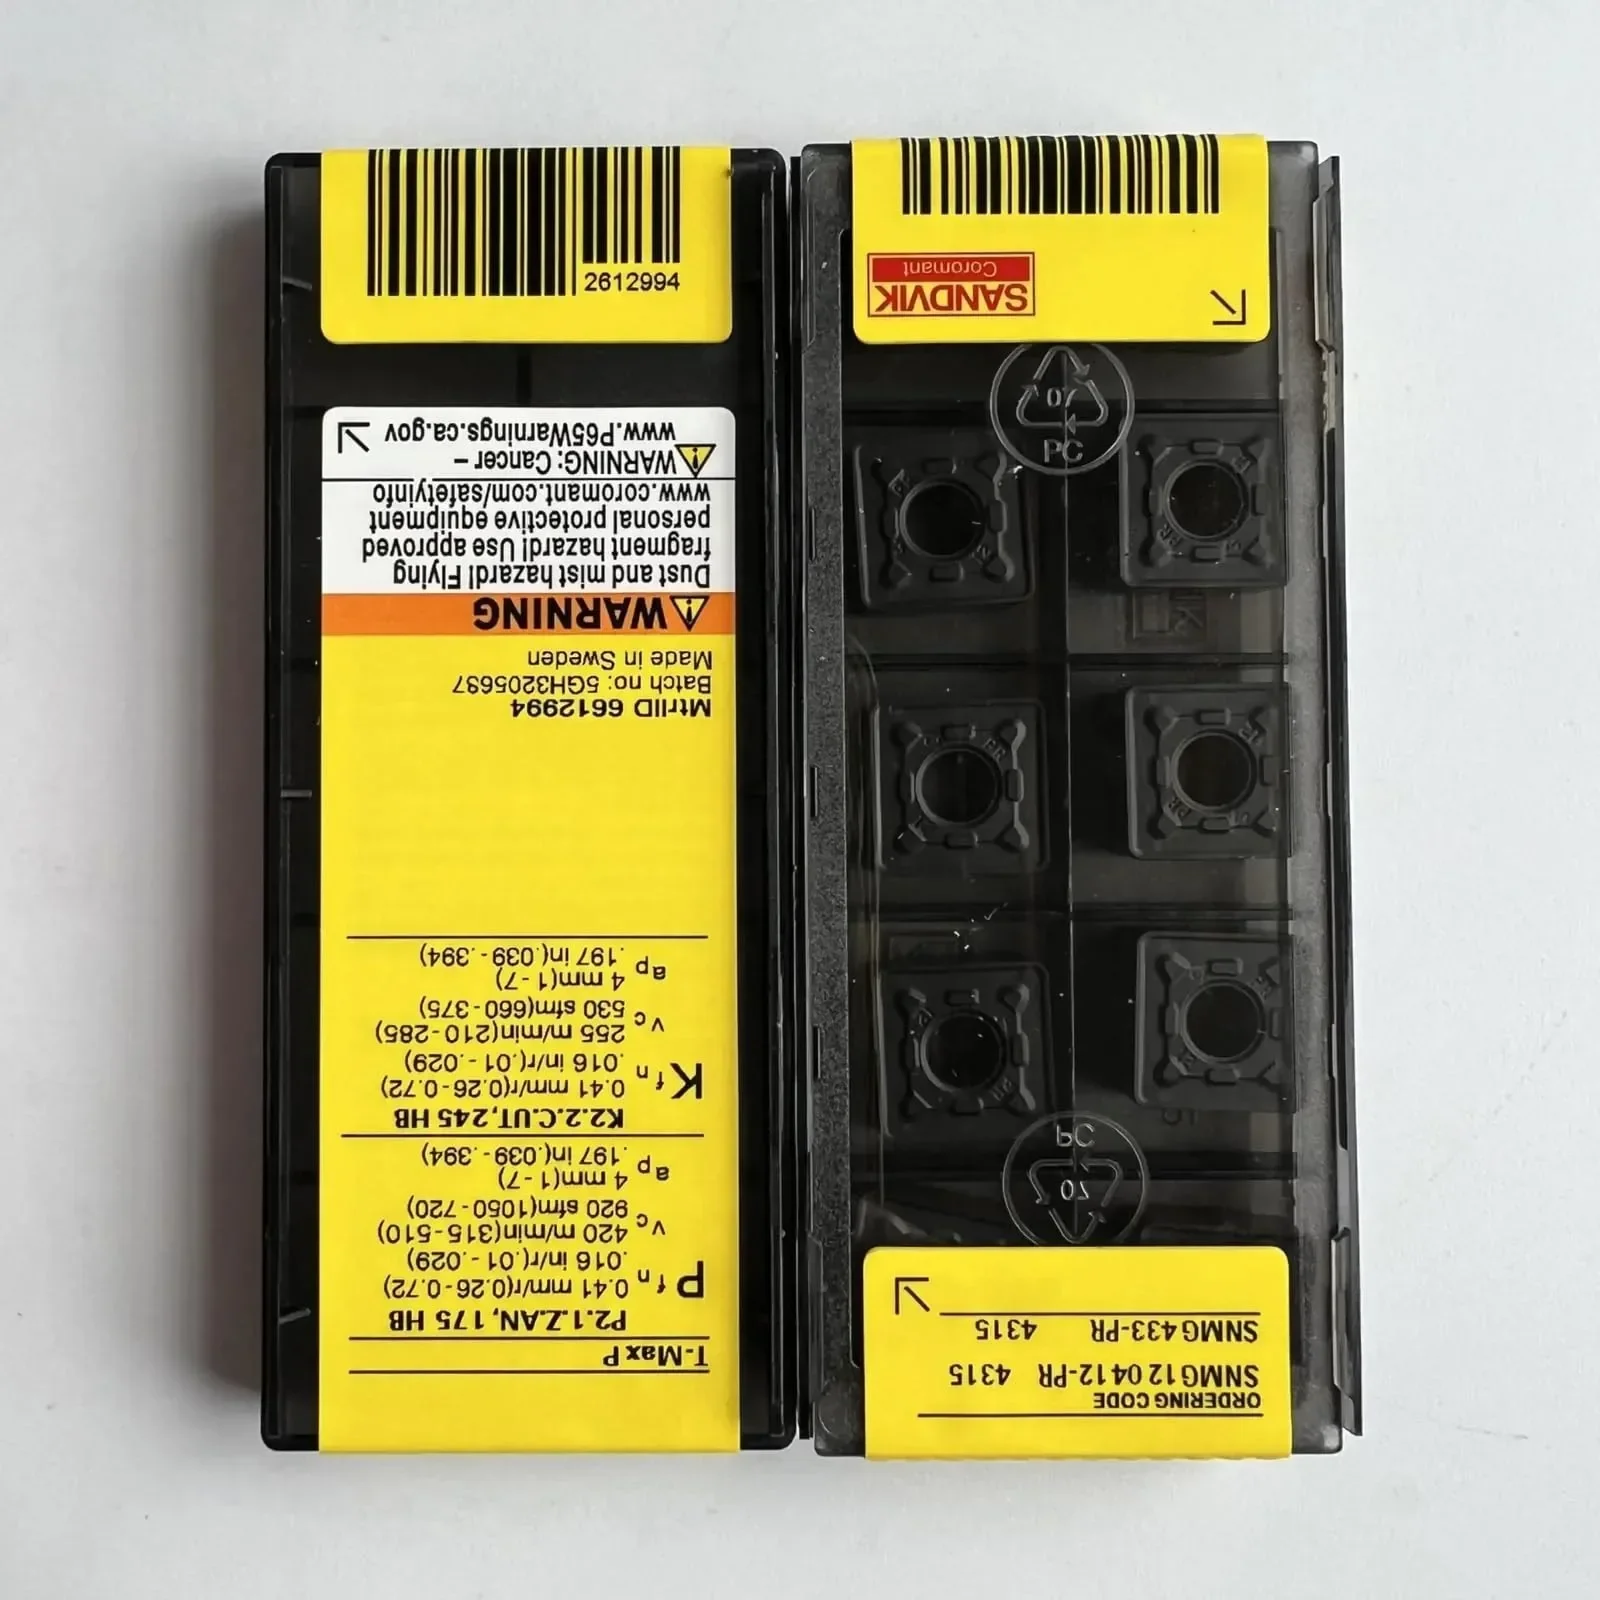 ORDERING CODE
SNMG 12 04 12-PR 4315
SNMG 433-PR 4315
PC
07
PR
PR
PR
PR
07
PC
SANDVIK
Coromant
T-Max P
P2.1.Z.AN, 175 HB
P fn 0.41 mm/r(0.26-0.72)
.016 in/r(.01 - .029)
vc 420 m/min(315-510)
920 sfm(1050-720)
ap 4 mm(1-7)
.197 in(.039- .394)
K2.2.C.UT, 245 HB
K fn 0.41 mm/r(0.26-0.72)
.016 in/r(.01 - .029)
vc 255 m/min(210-285)
530 sfm(660-375)
ap 4 mm(1-7)
.197 in(.039- .394)
MtrlID 6612994
Batch no:
Made in Sweden
WARNING
Dust and mist hazard! Flying
fragment hazard! Use approved
personal protective equipment
www.coromant.com/safetyinfo
WARNING: Cancer –
www.P65Warnings.ca.gov
2612994